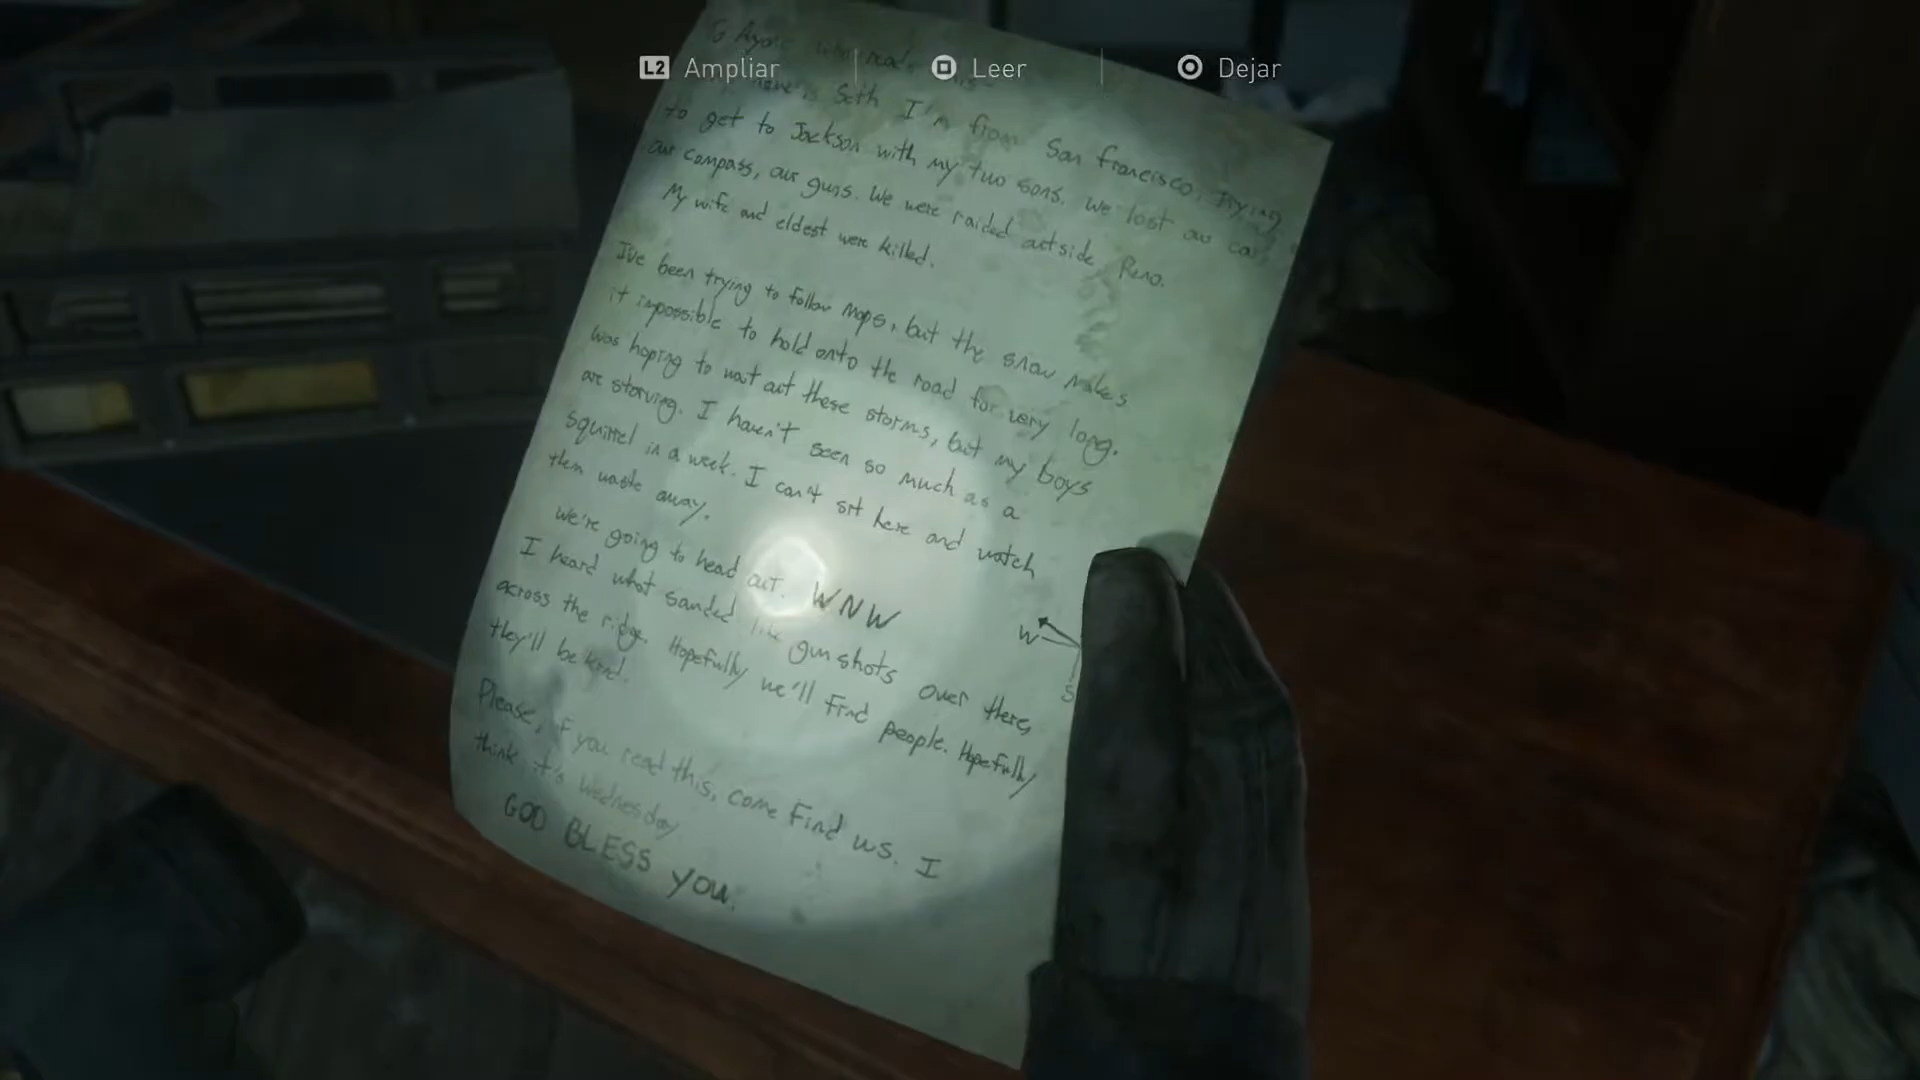 L2 Ampliar Leer Dejar
To Anyone who reads this-
name is Seth I'm from San Francisco, trying
to get to Jackson with my two sons. We lost our
our compass, our guns. We were raided outside Reno.
My wife and eldest were killed.
I've been trying to follow maps, but the snow makes
it impossible to hold onto the road for very long.
Was hoping to wait out these storms, but my boys
are starving. I haven't seen so much as a
squirrel in a week. I can't sit here and watch
them waste away.
we're going to head out. WNW
I heard what sounded like gunshots over there,
across the ridge. Hopefully we'll find people. Hopefully
they'll be kind.
W
S
Please, if you read this, come find us. I
think it's Wednesday
GOD BLESS YOU.